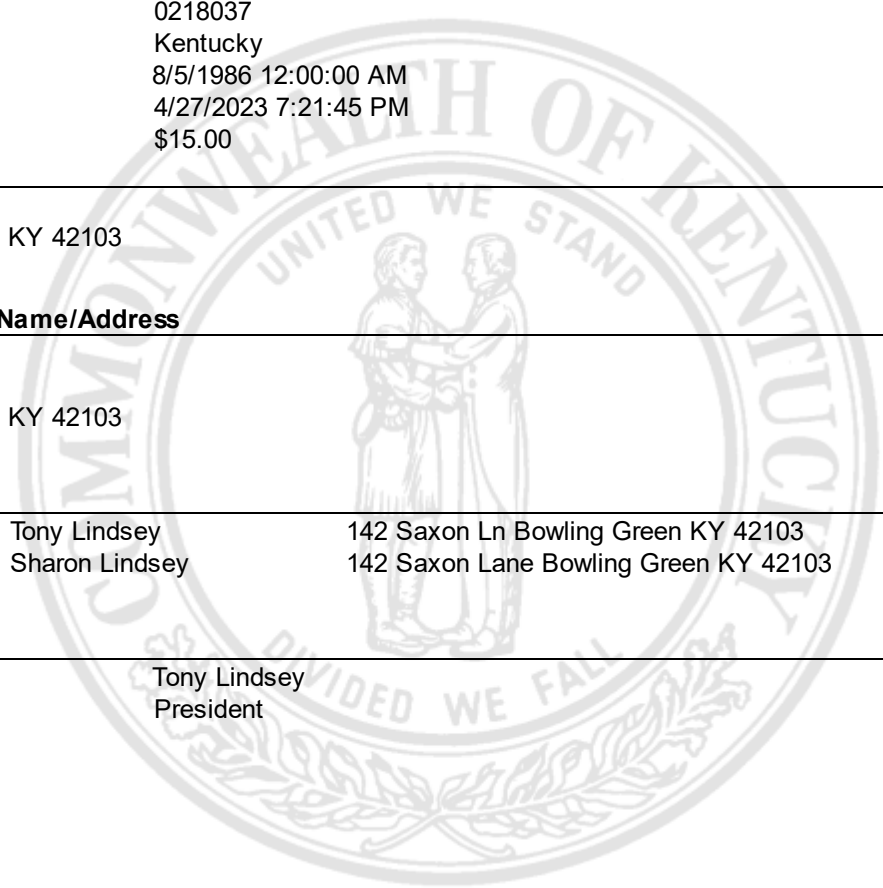 0218037
Kentucky
8/5/1986 12:00:00 AM
4/27/2023 7:21:45 PM
$15.00
KY 42103
Name/Address
KY 42103
Tony Lindsey 142 Saxon Ln Bowling Green KY 42103
Sharon Lindsey 142 Saxon Lane Bowling Green KY 42103
Tony Lindsey
President
COMMONWEALTH OF KENTUCKY
UNITED WE STAND
DIVIDED WE FALL